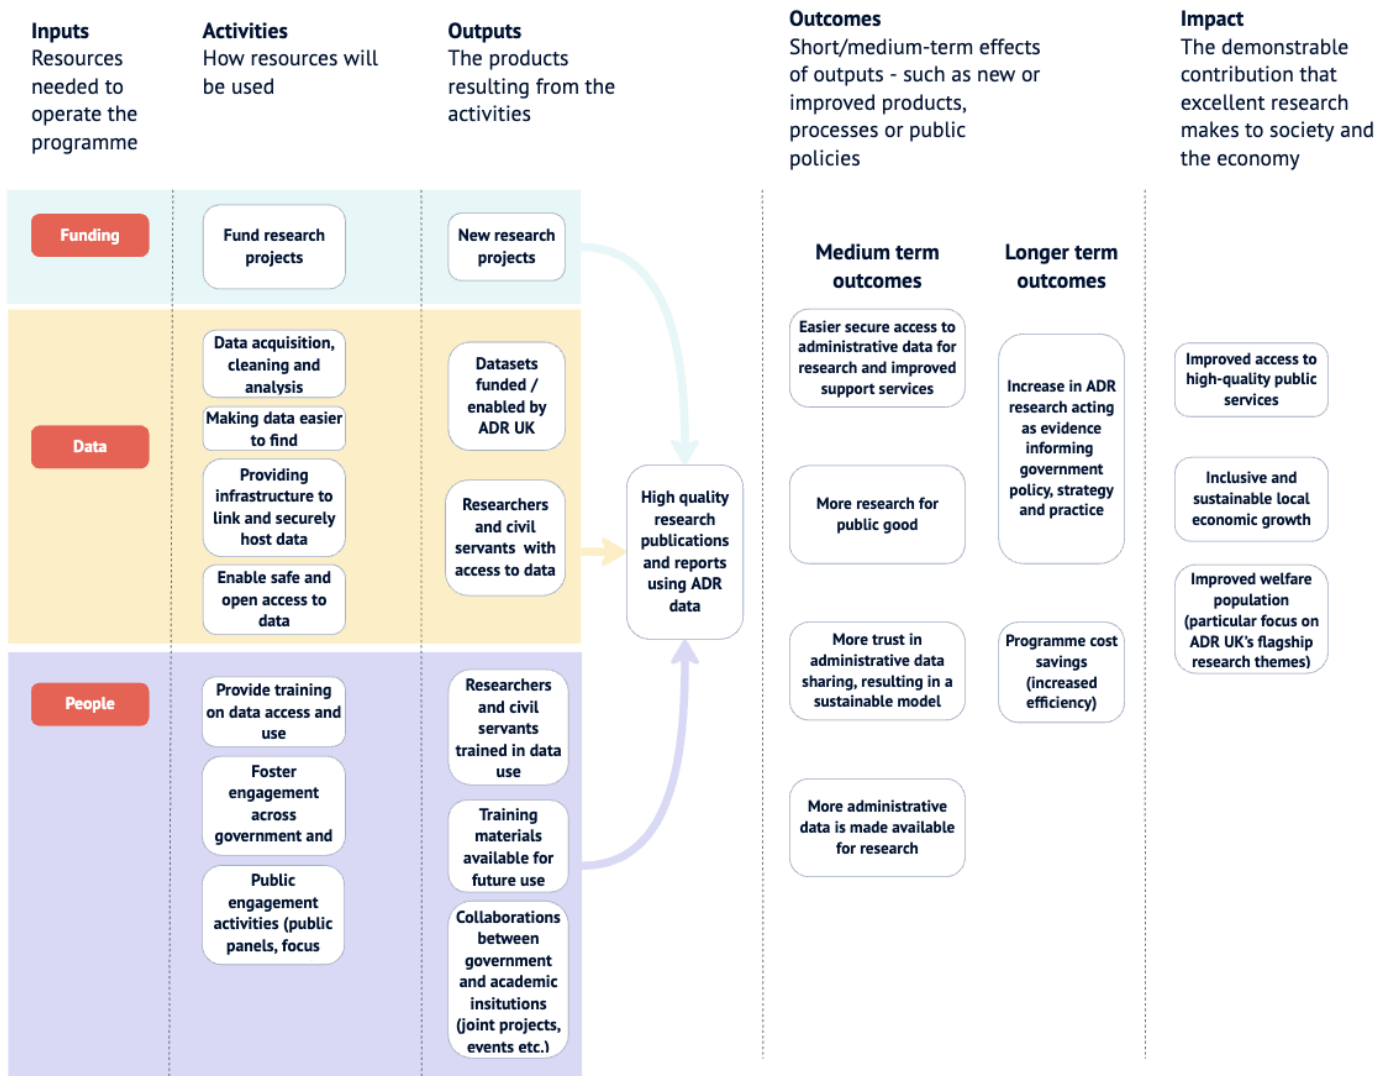 Inputs
Resources
needed to
operate the
programme
Activities
How resources will
be used
Outputs
The products
resulting from the
activities
Outcomes
Short/medium-term effects
of outputs - such as new or
improved products,
processes or public
policies
Impact
The demonstrable
contribution that
excellent research
makes to society and
the economy
Funding
Fund research
projects
New research
projects
Data
Data acquisition,
cleaning and
analysis
Making data easier
to find
Providing
infrastructure to
link and securely
host data
Enable safe and
open access to
data
Datasets
funded /
enabled by
ADR UK
Researchers
and civil
servants with
access to data
People
Provide training
on data access and
use
Foster
engagement
across
government and
Public
engagement
activities (public
panels, focus
Researchers
and civil
servants
trained in data
use
Training
materials
available for
future use
Collaborations
between
government
and academic
insitutions
(joint projects,
events etc.)
High quality
research
publications
and reports
using ADR
data
Medium term
outcomes
Easier secure access to
administrative data for
research and improved
support services
More research for
public good
More trust in
administrative data
sharing, resulting in a
sustainable model
More administrative
data is made available
for research
Longer term
outcomes
Increase in ADR
research acting
as evidence
informing
government
policy, strategy
and practice
Programme cost
savings
(increased
efficiency)
Improved access to
high-quality public
services
Inclusive and
sustainable local
economic growth
Improved welfare
population
(particular focus on
ADR UK's flagship
research themes)